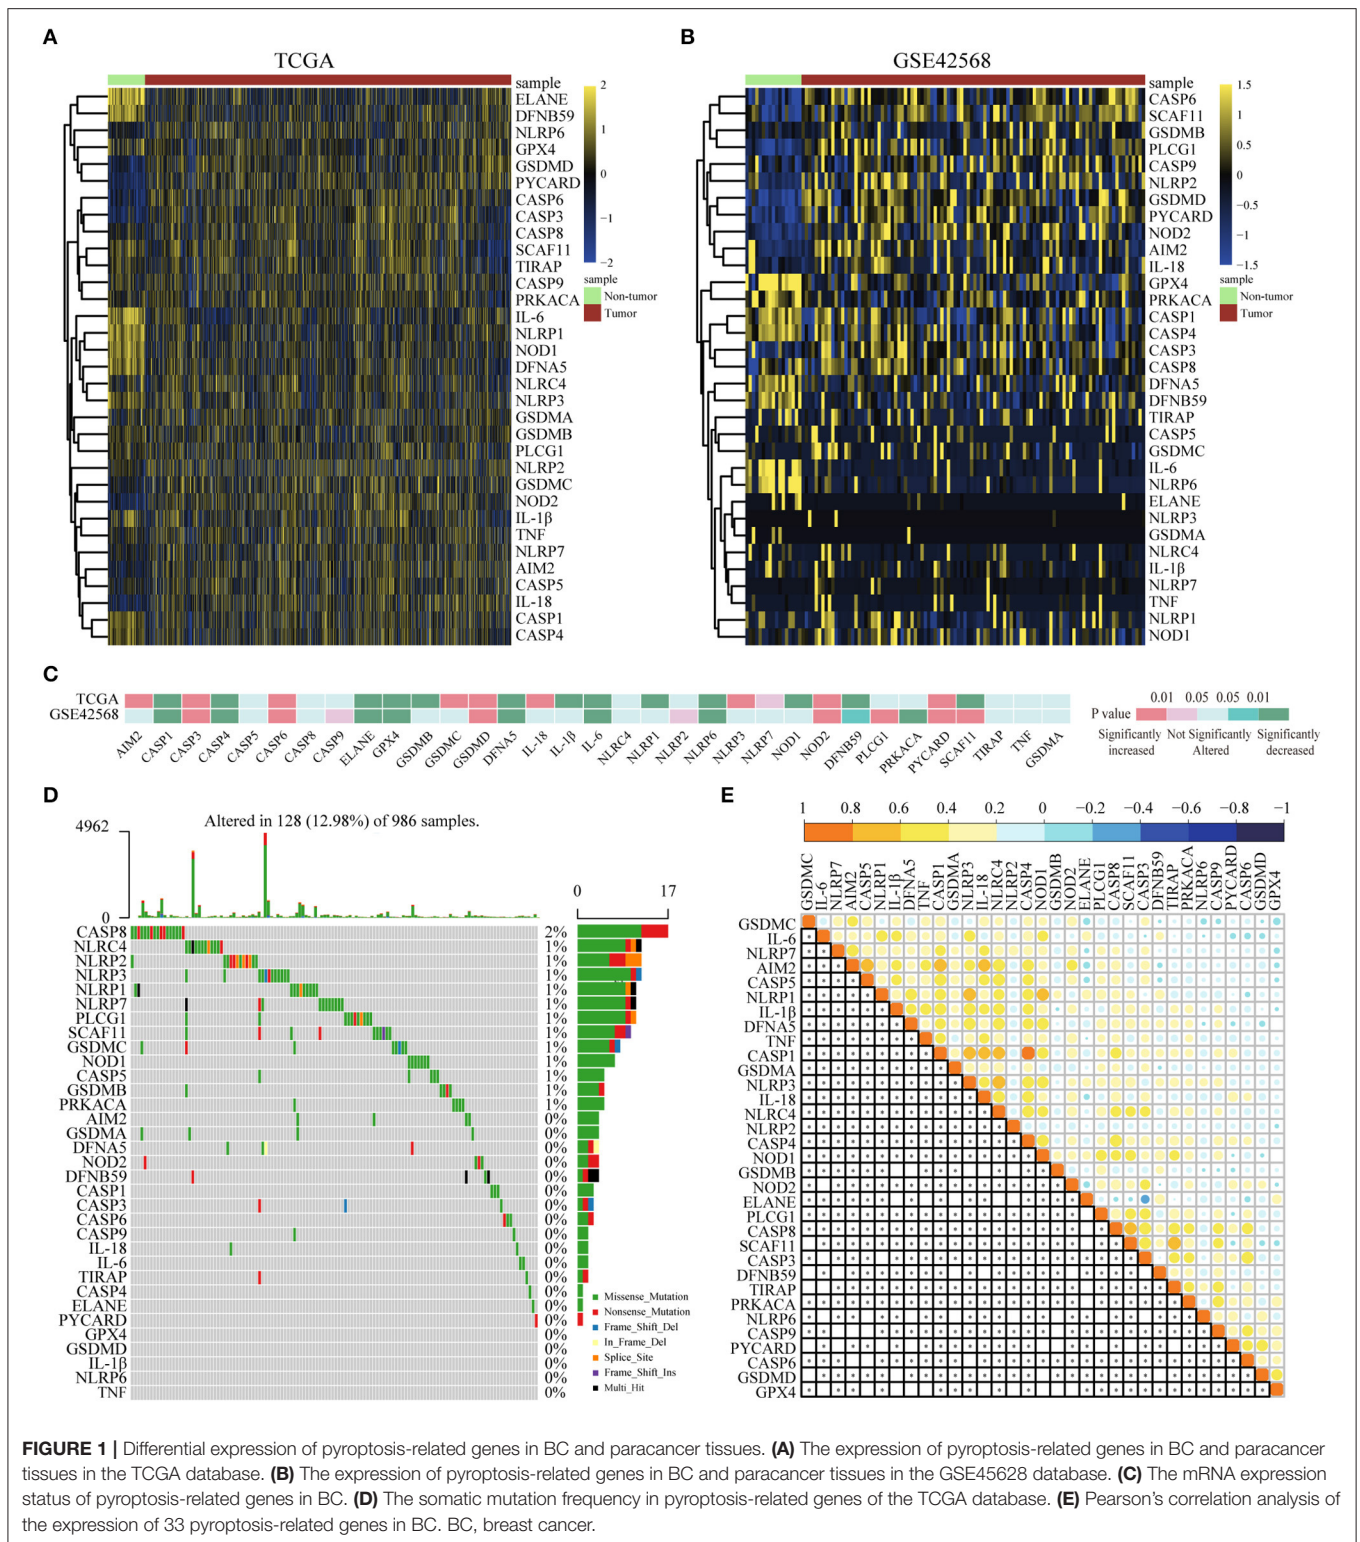 A
TCGA
sample
ELANE
DFNB59
NLRP6
GPX4
GSDMD
PYCARD
CASP6
CASP3
CASP8
SCAF11
TIRAP
CASP9
PRKACA
IL-6
NLRP1
NOD1
DFNA5
NLRC4
NLRP3
GSDMA
GSDMB
PLCG1
NLRP2
GSDMC
NOD2
IL-1β
TNF
NLRP7
AIM2
CASP5
IL-18
CASP1
CASP4
2
1
0
−1
−2
sample
Non-tumor
Tumor
B
GSE42568
sample
CASP6
SCAF11
GSDMB
PLCG1
CASP9
NLRP2
GSDMD
PYCARD
NOD2
AIM2
IL-18
GPX4
PRKACA
CASP1
CASP4
CASP3
CASP8
DFNA5
DFNB59
TIRAP
CASP5
GSDMC
IL-6
NLRP6
ELANE
NLRP3
GSDMA
NLRC4
IL-1β
NLRP7
TNF
NLRP1
NOD1
1.5
1
0.5
0
−0.5
−1
−1.5
sample
Non-tumor
Tumor
C
TCGA
GSE42568
AIM2 CASP1 CASP3 CASP4 CASP5 CASP6 CASP8 CASP9 ELANE GPX4 GSDMB GSDMC GSDMD DFNA5 IL-18 IL-1β IL-6 NLRC4 NLRP1 NLRP2 NLRP6 NLRP3 NLRP7 NOD1 NOD2 DFNB59 PLCG1 PRKACA PYCARD SCAF11 TIRAP TNF GSDMA
0.01 0.05 0.05 0.01
P value
Significantly Not Significantly Significantly
increased Altered decreased
D
Altered in 128 (12.98%) of 986 samples.
4962
0
0 17
CASP8 2%
NLRC4 1%
NLRP2 1%
NLRP3 1%
NLRP1 1%
NLRP7 1%
PLCG1 1%
SCAF11 1%
GSDMC 1%
NOD1 1%
CASP5 1%
GSDMB 1%
PRKACA 1%
AIM2 0%
GSDMA 0%
DFNA5 0%
NOD2 0%
DFNB59 0%
CASP1 0%
CASP3 0%
CASP6 0%
CASP9 0%
IL-18 0%
IL-6 0%
TIRAP 0%
CASP4 0%
ELANE 0%
PYCARD 0%
GPX4 0%
GSDMD 0%
IL-1β 0%
NLRP6 0%
TNF 0%
Missense_Mutation
Nonsense_Mutation
Frame_Shift_Del
In_Frame_Del
Splice_Site
Frame_Shift_Ins
Multi_Hit
E
1 0.8 0.6 0.4 0.2 0 −0.2 −0.4 −0.6 −0.8 −1
GSDMC IL-6 NLRP7 AIM2 CASP5 NLRP1 IL-1β DFNA5 TNF CASP1 GSDMA NLRP3 IL-18 NLRC4 NLRP2 CASP4 NOD1 GSDMB NOD2 ELANE PLCG1 CASP8 SCAF11 CASP3 DFNB59 TIRAP PRKACA NLRP6 CASP9 PYCARD CASP6 GSDMD GPX4
GSDMC
IL-6
NLRP7
AIM2
CASP5
NLRP1
IL-1β
DFNA5
TNF
CASP1
GSDMA
NLRP3
IL-18
NLRC4
NLRP2
CASP4
NOD1
GSDMB
NOD2
ELANE
PLCG1
CASP8
SCAF11
CASP3
DFNB59
TIRAP
PRKACA
NLRP6
CASP9
PYCARD
CASP6
GSDMD
GPX4
FIGURE 1 | Differential expression of pyroptosis-related genes in BC and paracancer tissues. (A) The expression of pyroptosis-related genes in BC and paracancer
tissues in the TCGA database. (B) The expression of pyroptosis-related genes in BC and paracancer tissues in the GSE45628 database. (C) The mRNA expression
status of pyroptosis-related genes in BC. (D) The somatic mutation frequency in pyroptosis-related genes of the TCGA database. (E) Pearson's correlation analysis of
the expression of 33 pyroptosis-related genes in BC. BC, breast cancer.